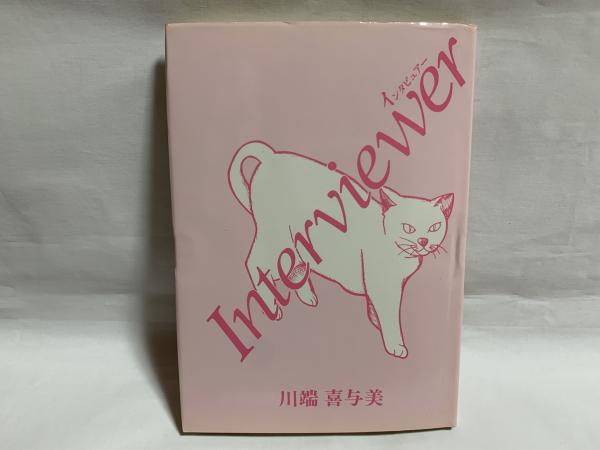 インタビュアー
Interviewer
川端 喜与美